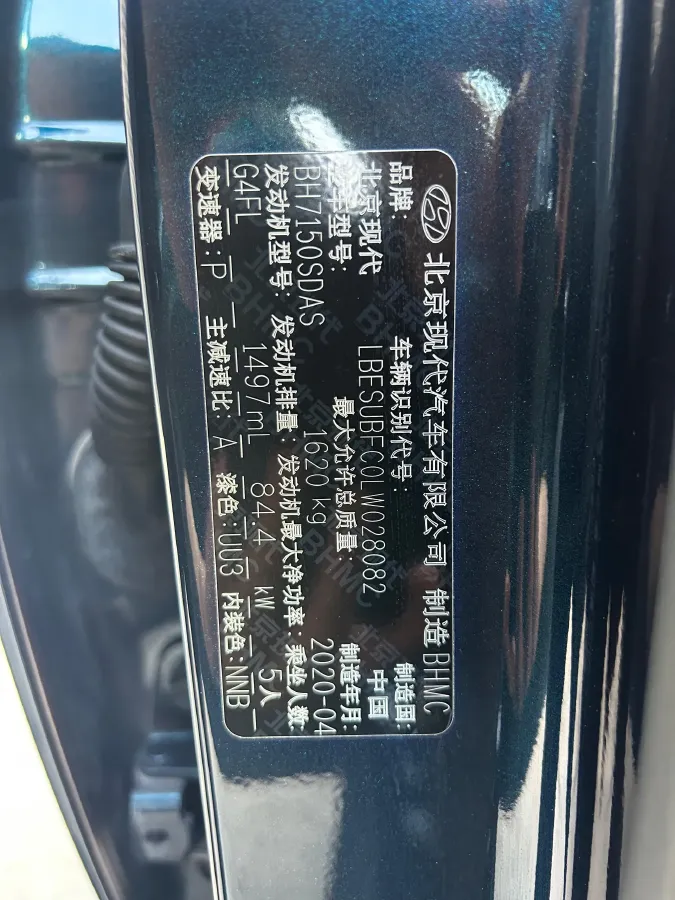 北京现代汽车有限公司 制造 BHMC
品牌: 车辆识别代号: 制造国:
北京现代 LBESUBFC0LW028082 中国
整车型号: 最大允许总质量: 制造年月:
BH7150SDAS 1620 kg 2020-04
发动机型号: 发动机排量: 发动机最大净功率: 乘坐人数:
G4FL 1497mL 84.4 kW 5人
变速器: P 主减速比: A 漆色: UU3 内装色: NNB